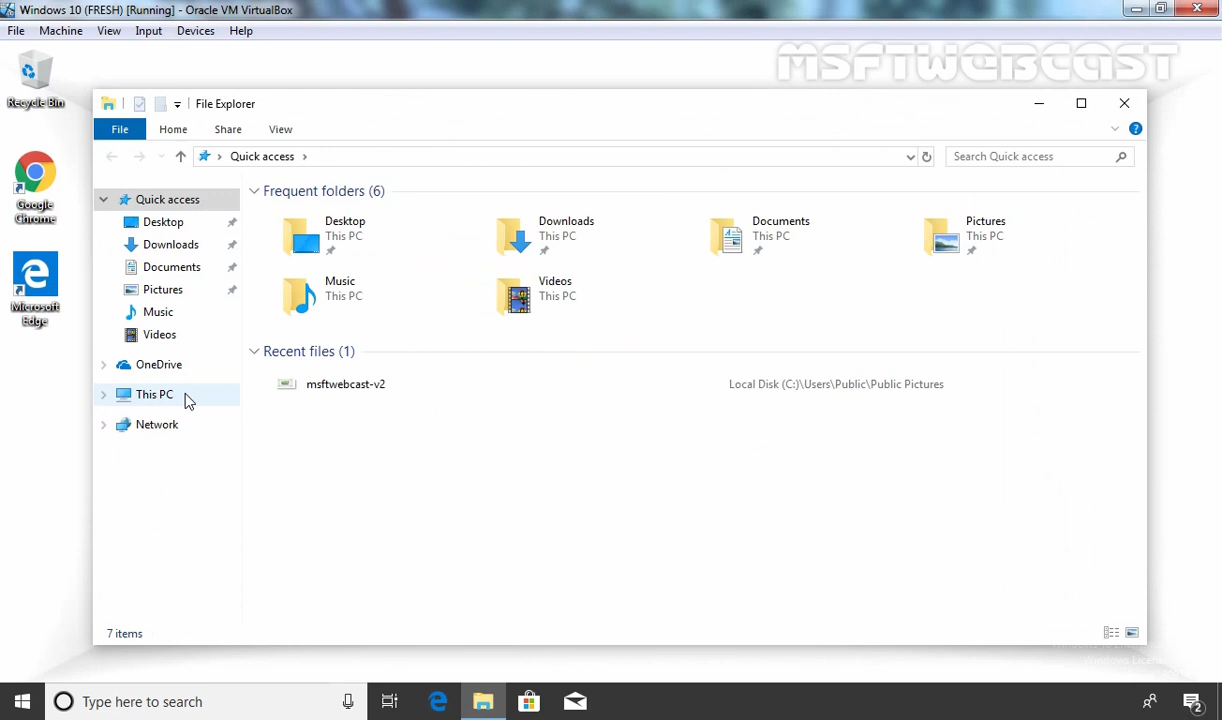 Windows 10 (FRESH) [Running] - Oracle VM VirtualBox
File Machine View Input Devices Help
MSFTWEBCAST
Recycle Bin
Google Chrome
Microsoft Edge
File Explorer
File Home Share View
Quick access
Search Quick access
Quick access
Desktop
Downloads
Documents
Pictures
Music
Videos
OneDrive
This PC
Network
Frequent folders (6)
Desktop
This PC
Downloads
This PC
Documents
This PC
Pictures
This PC
Music
This PC
Videos
This PC
Recent files (1)
msftwebcast-v2 Local Disk (C:)\Users\Public\Public Pictures
7 items
Type here to search
2